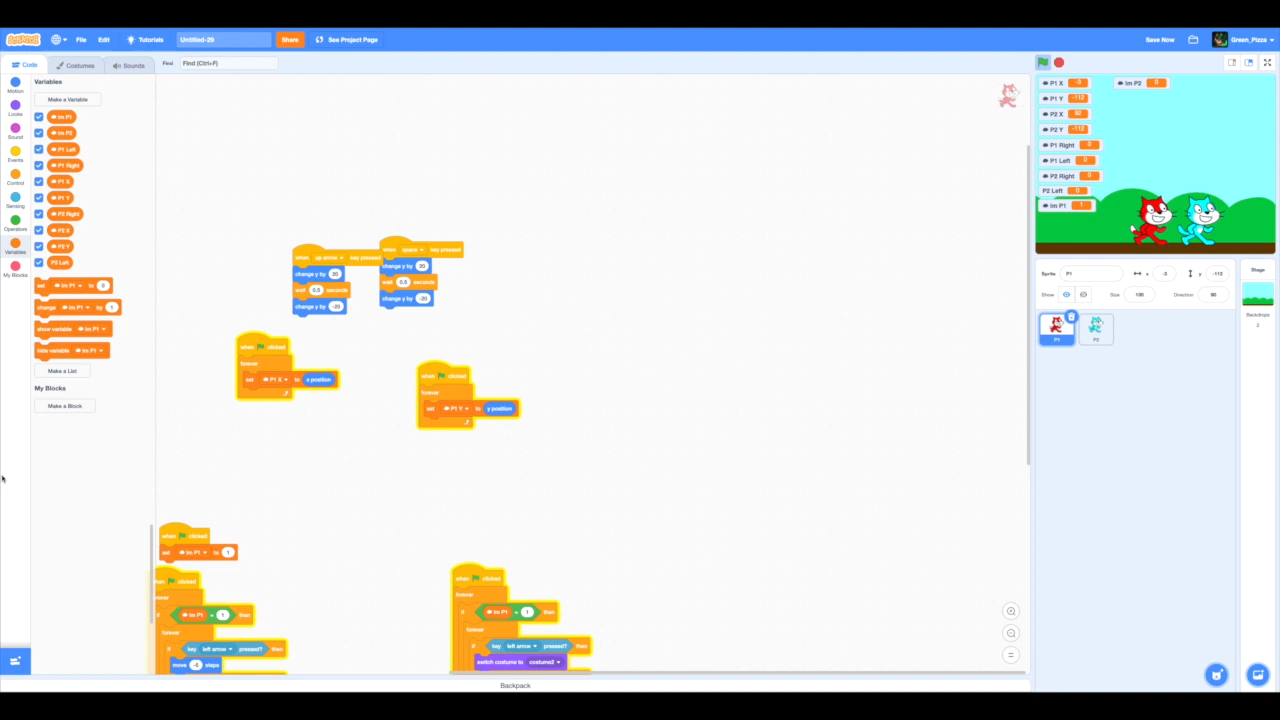 SCRATCH
File
Edit
Tutorials
Untitled-29
Share
See Project Page
Save Now
Green_Pizza
Code
Costumes
Sounds
Find
Find (Ctrl+F)
Motion
Looks
Sound
Events
Control
Sensing
Operators
Variables
My Blocks
Variables
Make a Variable
Im P1
Im P2
P1 Left
P1 Right
P1 X
P1 Y
P2 Right
P2 X
P2 Y
P2 Left
set Im P1 to 0
change Im P1 by 1
show variable Im P1
hide variable Im P1
Make a List
My Blocks
Make a Block
when up arrow key pressed
change y by 20
wait 0.5 seconds
change y by -20
when space key pressed
change y by 20
wait 0.5 seconds
change y by -20
when clicked
forever
set P1 X to x position
when clicked
forever
set P1 Y to y position
when clicked
set Im P1 to 1
when clicked
forever
if Im P1 = 1 then
forever
if key left arrow pressed? then
move -5 steps
when clicked
forever
if Im P1 = 1 then
forever
if key left arrow pressed? then
switch costume to costume2
Backpack
P1 X -3
P1 Y -112
P2 X 92
P2 Y -112
P1 Right 0
P1 Left 0
P2 Right 0
P2 Left 0
Im P1 1
Im P2 0
Sprite P1 x -3 y -112
Show Size 100 Direction 90
P1
P2
Stage
Backdrops
2